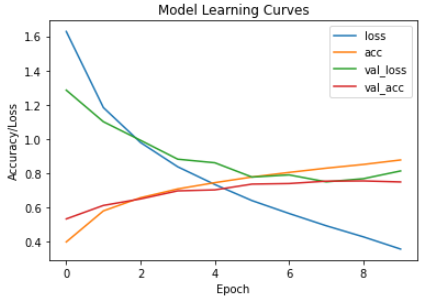 Model Learning Curves
1.6
1.4
1.2
1.0
0.8
0.6
0.4
Accuracy/Loss
loss
acc
val_loss
val_acc
0 2 4 6 8
Epoch